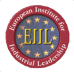 European Institute for
EIIL
Industrial Leadership